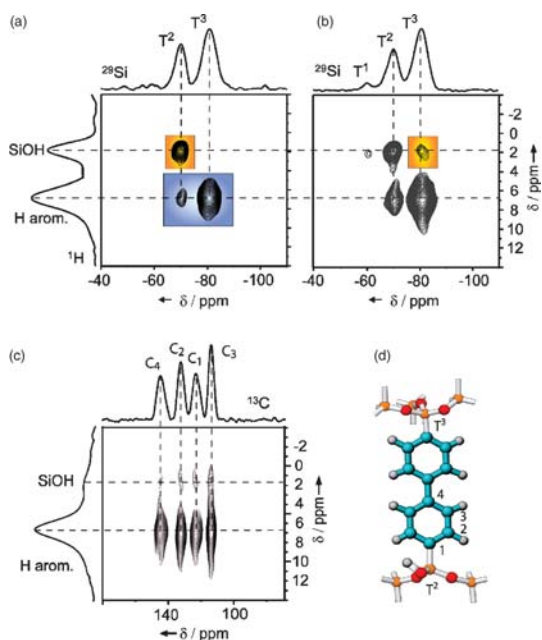 (a)
T² T³
²⁹Si
SiOH
H arom.
¹H
-2
0
2
4
6
8
10
12
δ / ppm
-40 -60 -80 -100
← δ / ppm
(b)
T³
T²
²⁹Si T¹
-2
0
2
4
6
8
10
12
δ / ppm →
-40 -60 -80 -100
← δ / ppm
(c)
C₄ C₂ C₁ C₃
¹³C
SiOH
H arom.
-2
0
2
4
6
8
10
12
δ / ppm →
140 100
← δ / ppm
(d)
T³
4
3
2
1
T²